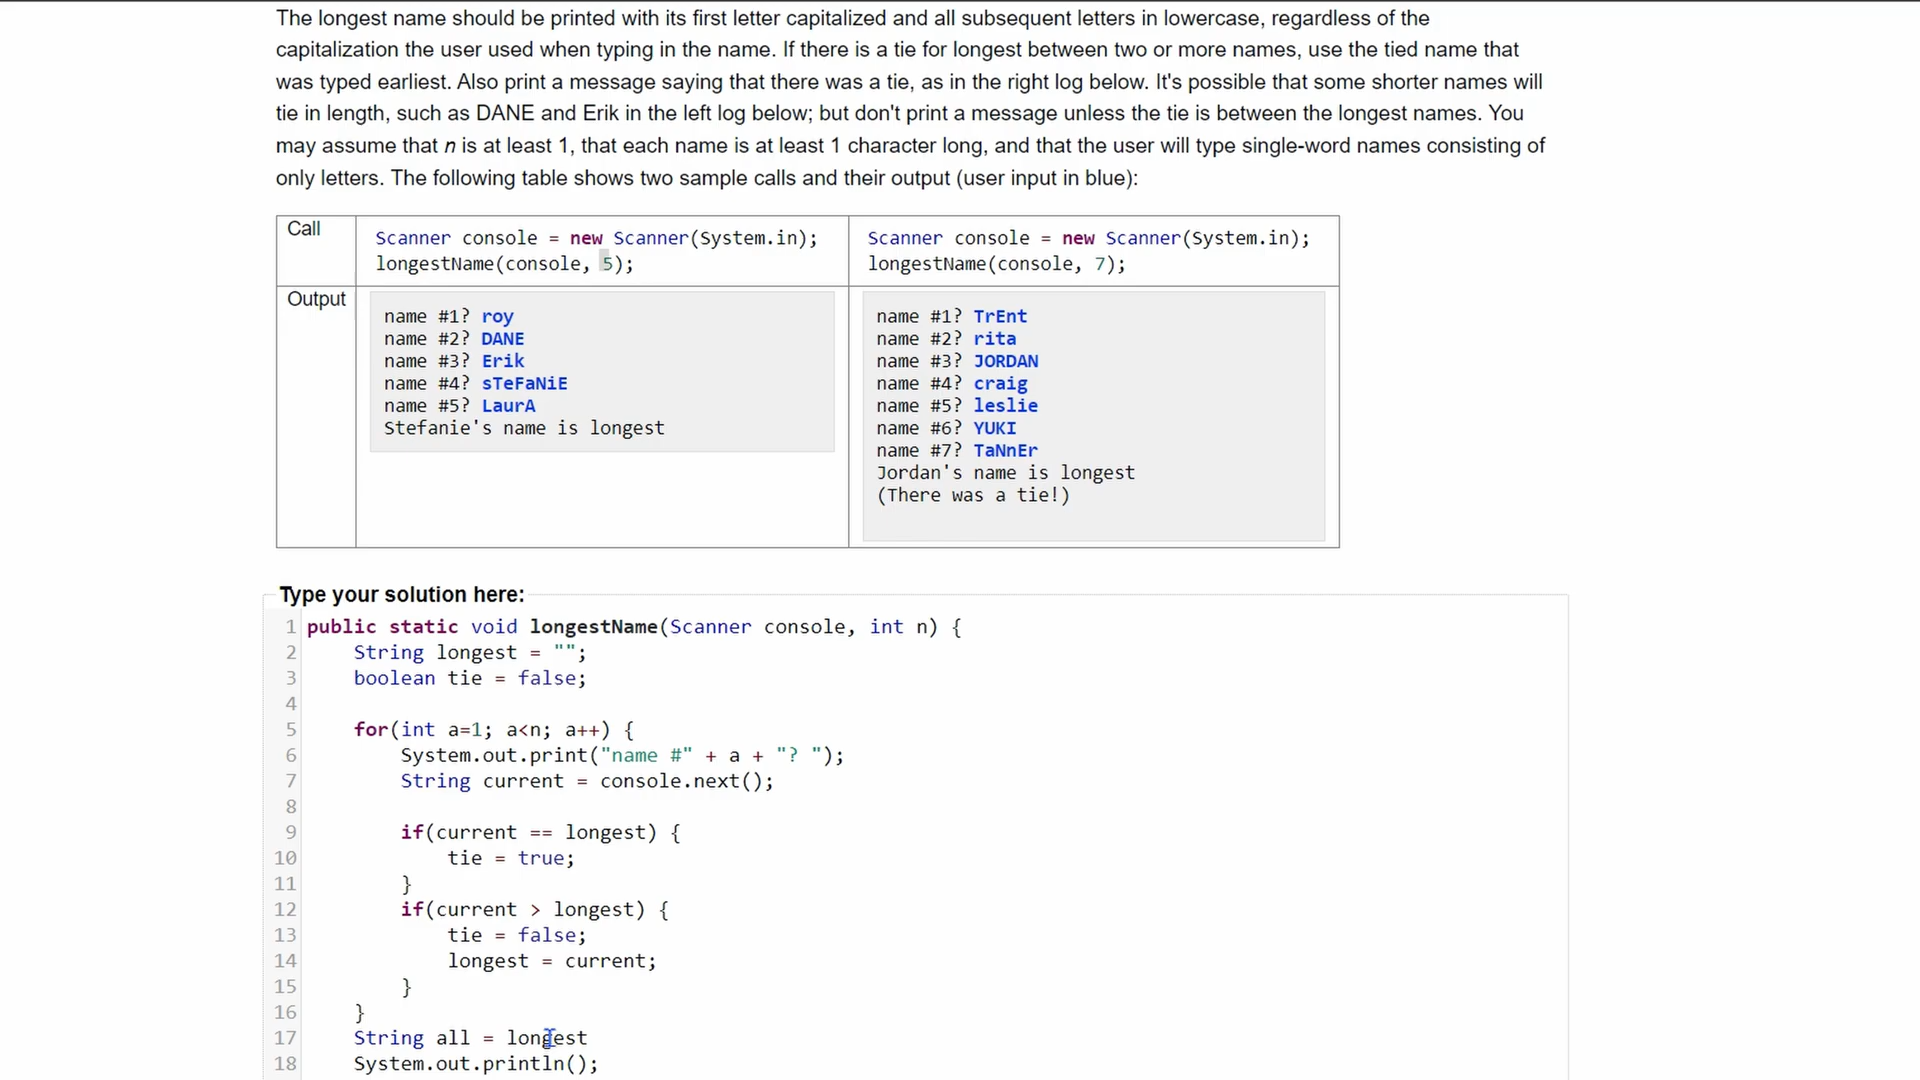 The longest name should be printed with its first letter capitalized and all subsequent letters in lowercase, regardless of the
capitalization the user used when typing in the name. If there is a tie for longest between two or more names, use the tied name that
was typed earliest. Also print a message saying that there was a tie, as in the right log below. It's possible that some shorter names will
tie in length, such as DANE and Erik in the left log below; but don't print a message unless the tie is between the longest names. You
may assume that n is at least 1, that each name is at least 1 character long, and that the user will type single-word names consisting of
only letters. The following table shows two sample calls and their output (user input in blue):
Call
Scanner console = new Scanner(System.in);
longestName(console, 5);
Scanner console = new Scanner(System.in);
longestName(console, 7);
Output
name #1? roy
name #2? DANE
name #3? Erik
name #4? sTeFaNiE
name #5? LaurA
Stefanie's name is longest
name #1? TrEnt
name #2? rita
name #3? JORDAN
name #4? craig
name #5? leslie
name #6? YUKI
name #7? TaNnEr
Jordan's name is longest
(There was a tie!)
Type your solution here:
1 public static void longestName(Scanner console, int n) {
2 String longest = "";
3 boolean tie = false;
4
5 for(int a=1; a<n; a++) {
6 System.out.print("name #" + a + "? ");
7 String current = console.next();
8
9 if(current == longest) {
10 tie = true;
11 }
12 if(current > longest) {
13 tie = false;
14 longest = current;
15 }
16 }
17 String all = longest
18 System.out.println();